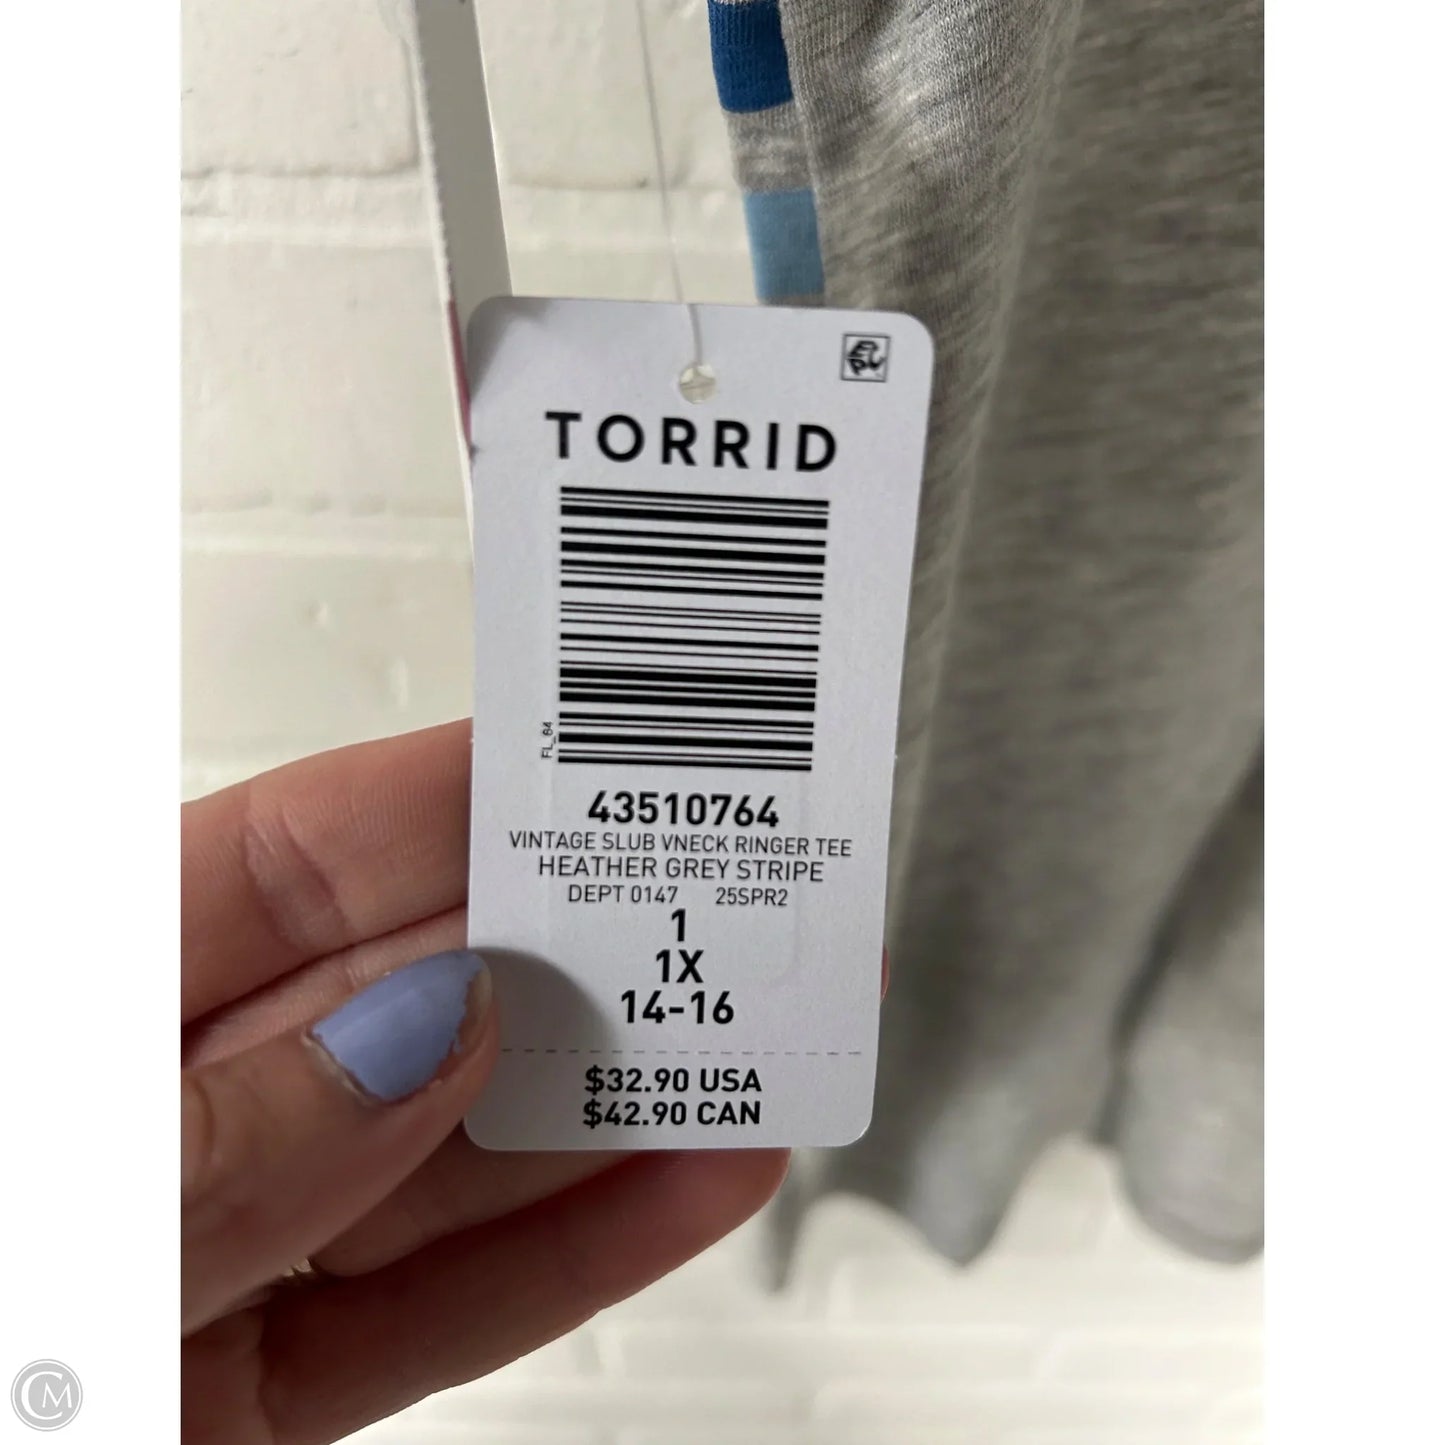 TORRID
FL_64
43510764
VINTAGE SLUB VNECK RINGER TEE
HEATHER GREY STRIPE
DEPT 0147 25SPR2
1
1X
14-16
$32.90 USA
$42.90 CAN
CM